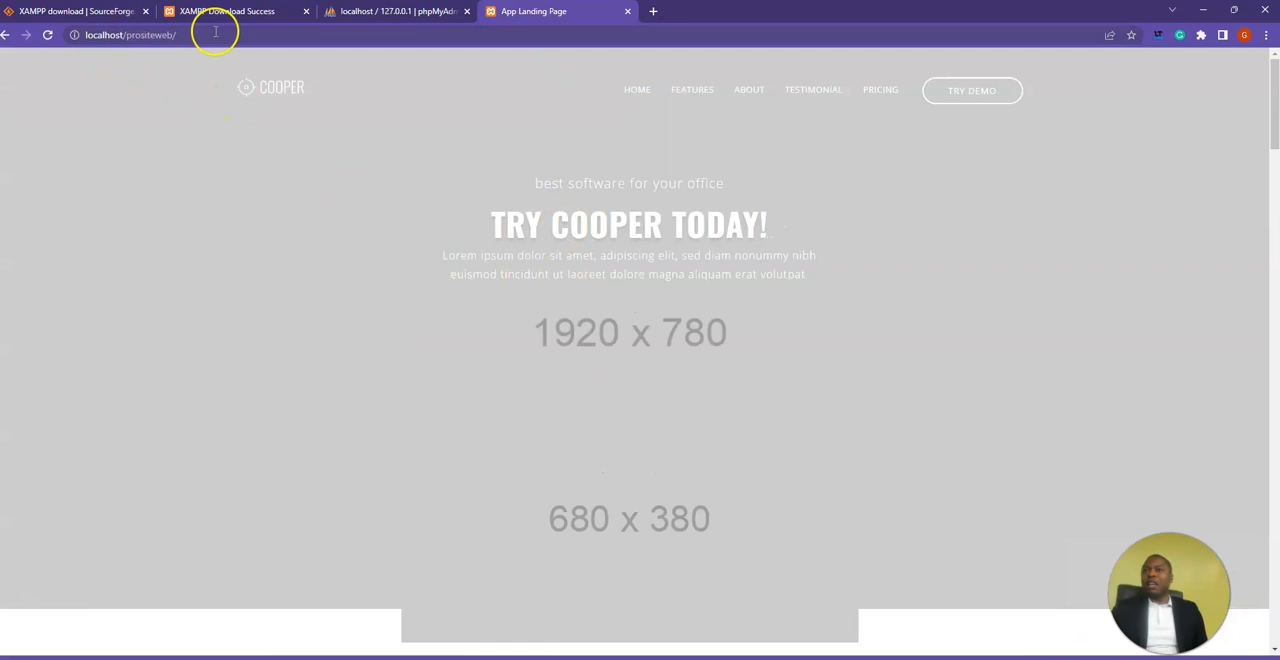 XAMPP download | SourceForge
XAMPP Download Success
localhost / 127.0.0.1 | phpMyAdm
App Landing Page
localhost/prositeweb/
LT
G
G
COOPER
HOME
FEATURES
ABOUT
TESTIMONIAL
PRICING
TRY DEMO
best software for your office
TRY COOPER TODAY!
Lorem ipsum dolor sit amet, adipiscing elit, sed diam nonummy nibh
euismod tincidunt ut laoreet dolore magna aliquam erat volutpat.
1920 x 780
680 x 380